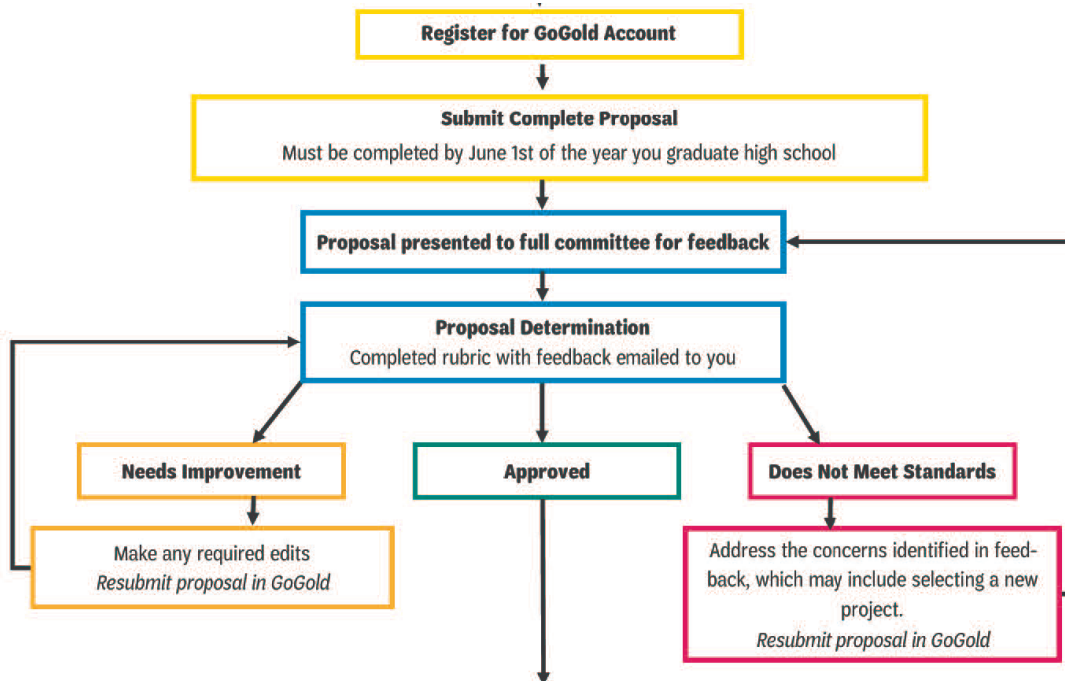 Register for GoGold Account
Submit Complete Proposal
Must be completed by June 1st of the year you graduate high school
Proposal presented to full committee for feedback
Proposal Determination
Completed rubric with feedback emailed to you
Needs Improvement
Approved
Does Not Meet Standards
Make any required edits
Resubmit proposal in GoGold
Address the concerns identified in feed-
back, which may include selecting a new
project.
Resubmit proposal in GoGold